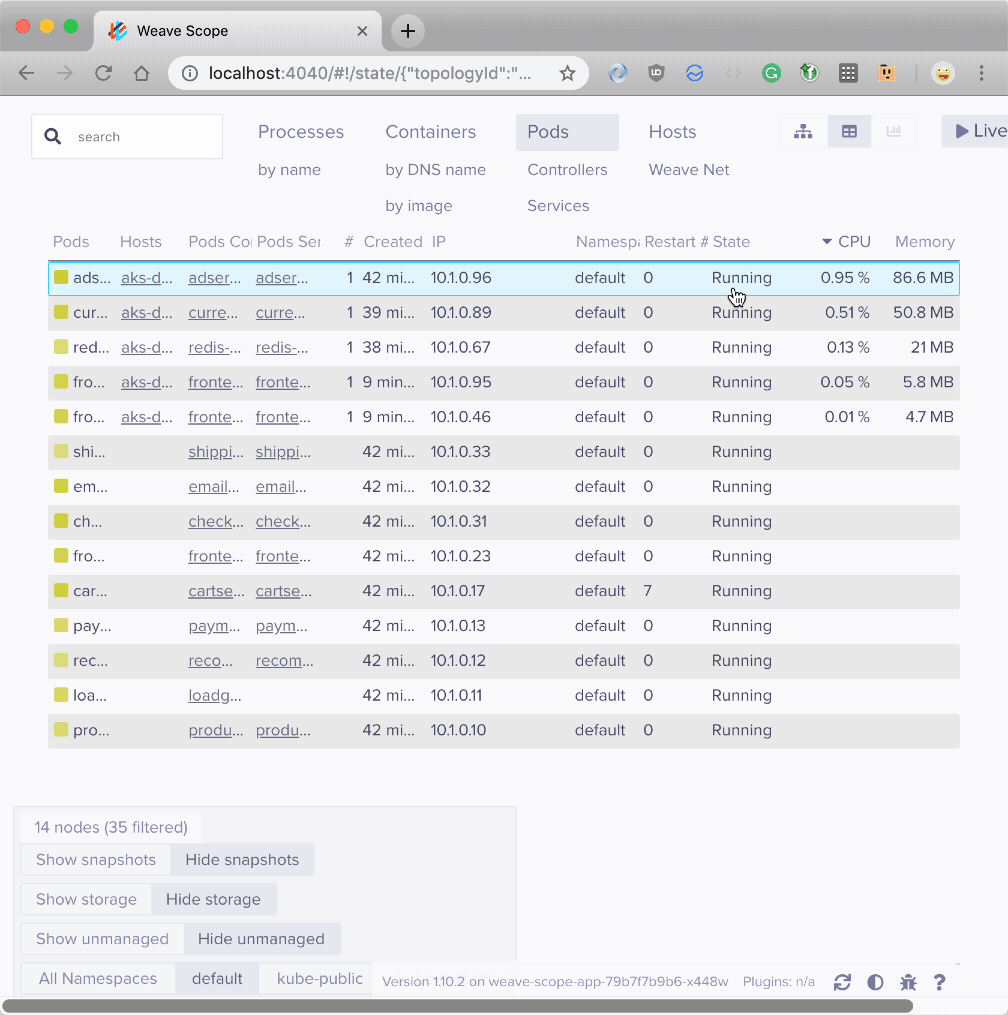 Weave Scope
localhost:4040/#!/state/{"topologyId":"...
search
Processes Containers Pods Hosts Live
by name by DNS name Controllers Weave Net
by image Services
Pods Hosts Pods Co Pods Ser # Created IP Namespa Restart # State CPU Memory
ads... aks-d... adser... adser... 1 42 mi... 10.1.0.96 default 0 Running 0.95 % 86.6 MB
cur... aks-d... curre... curre... 1 39 mi... 10.1.0.89 default 0 Running 0.51 % 50.8 MB
red... aks-d... redis-... redis-... 1 38 mi... 10.1.0.67 default 0 Running 0.13 % 21 MB
fro... aks-d... fronte... fronte... 1 9 min... 10.1.0.95 default 0 Running 0.05 % 5.8 MB
fro... aks-d... fronte... fronte... 1 9 min... 10.1.0.46 default 0 Running 0.01 % 4.7 MB
shi... shippi... shippi... 42 mi... 10.1.0.33 default 0 Running
em... email... email... 42 mi... 10.1.0.32 default 0 Running
ch... check... check... 42 mi... 10.1.0.31 default 0 Running
fro... fronte... fronte... 42 mi... 10.1.0.23 default 0 Running
car... cartse... cartse... 42 mi... 10.1.0.17 default 7 Running
pay... paym... paym... 42 mi... 10.1.0.13 default 0 Running
rec... reco... recom... 42 mi... 10.1.0.12 default 0 Running
loa... loadg... 42 mi... 10.1.0.11 default 0 Running
pro... produ... produ... 42 mi... 10.1.0.10 default 0 Running
14 nodes (35 filtered)
Show snapshots Hide snapshots
Show storage Hide storage
Show unmanaged Hide unmanaged
All Namespaces default kube-public Version 1.10.2 on weave-scope-app-79b7f7b9b6-x448w Plugins: n/a